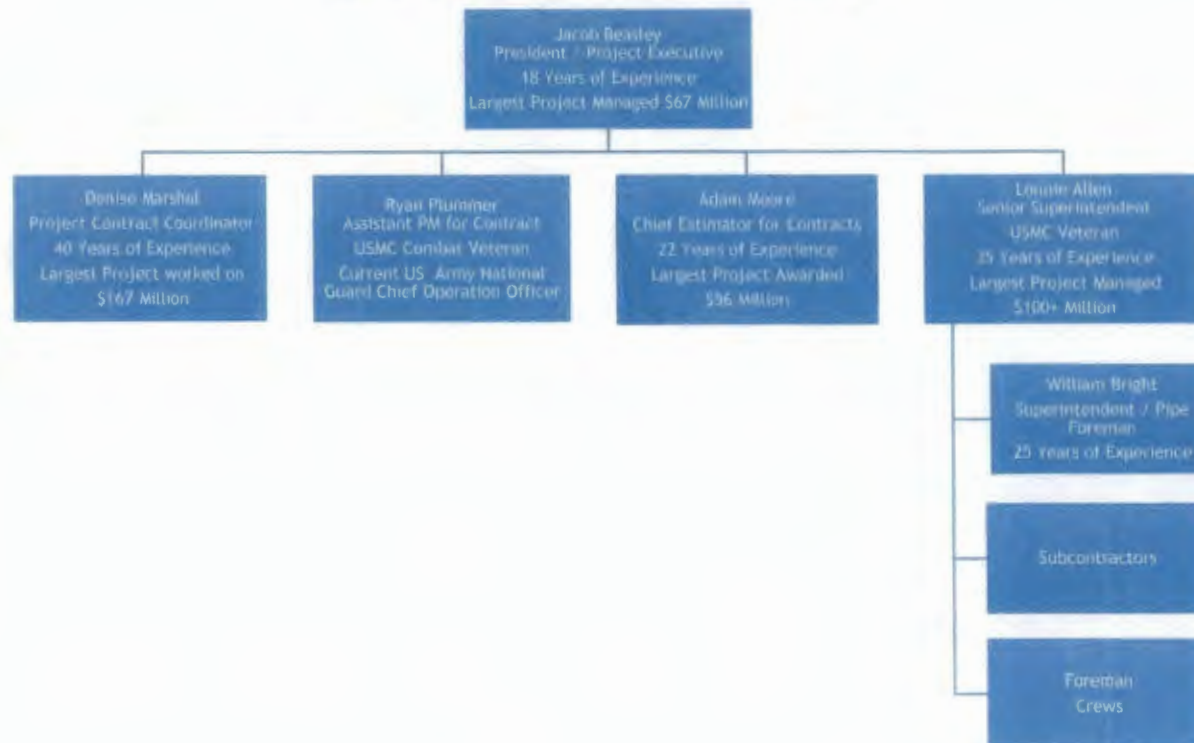 Jacob Beasley
President / Project Executive
18 Years of Experience
Largest Project Managed $67 Million
Denise Marshal
Project Contract Coordinator
40 Years of Experience
Largest Project worked on
$167 Million
Ryan Plummer
Assistant PM for Contract
USMC Combat Veteran
Current US Army National
Guard Chief Operation Officer
Adam Moore
Chief Estimator for Contracts
22 Years of Experience
Largest Project Awarded
Million
Allen
Senior Superintendent
USMC Veteran
35 Years of Experience
Largest Project Managed
$100+ Million
William Bright
Superintendent / Pipe
Foreman
25 Years of Experience
Subcontractors
Foreman
Crews